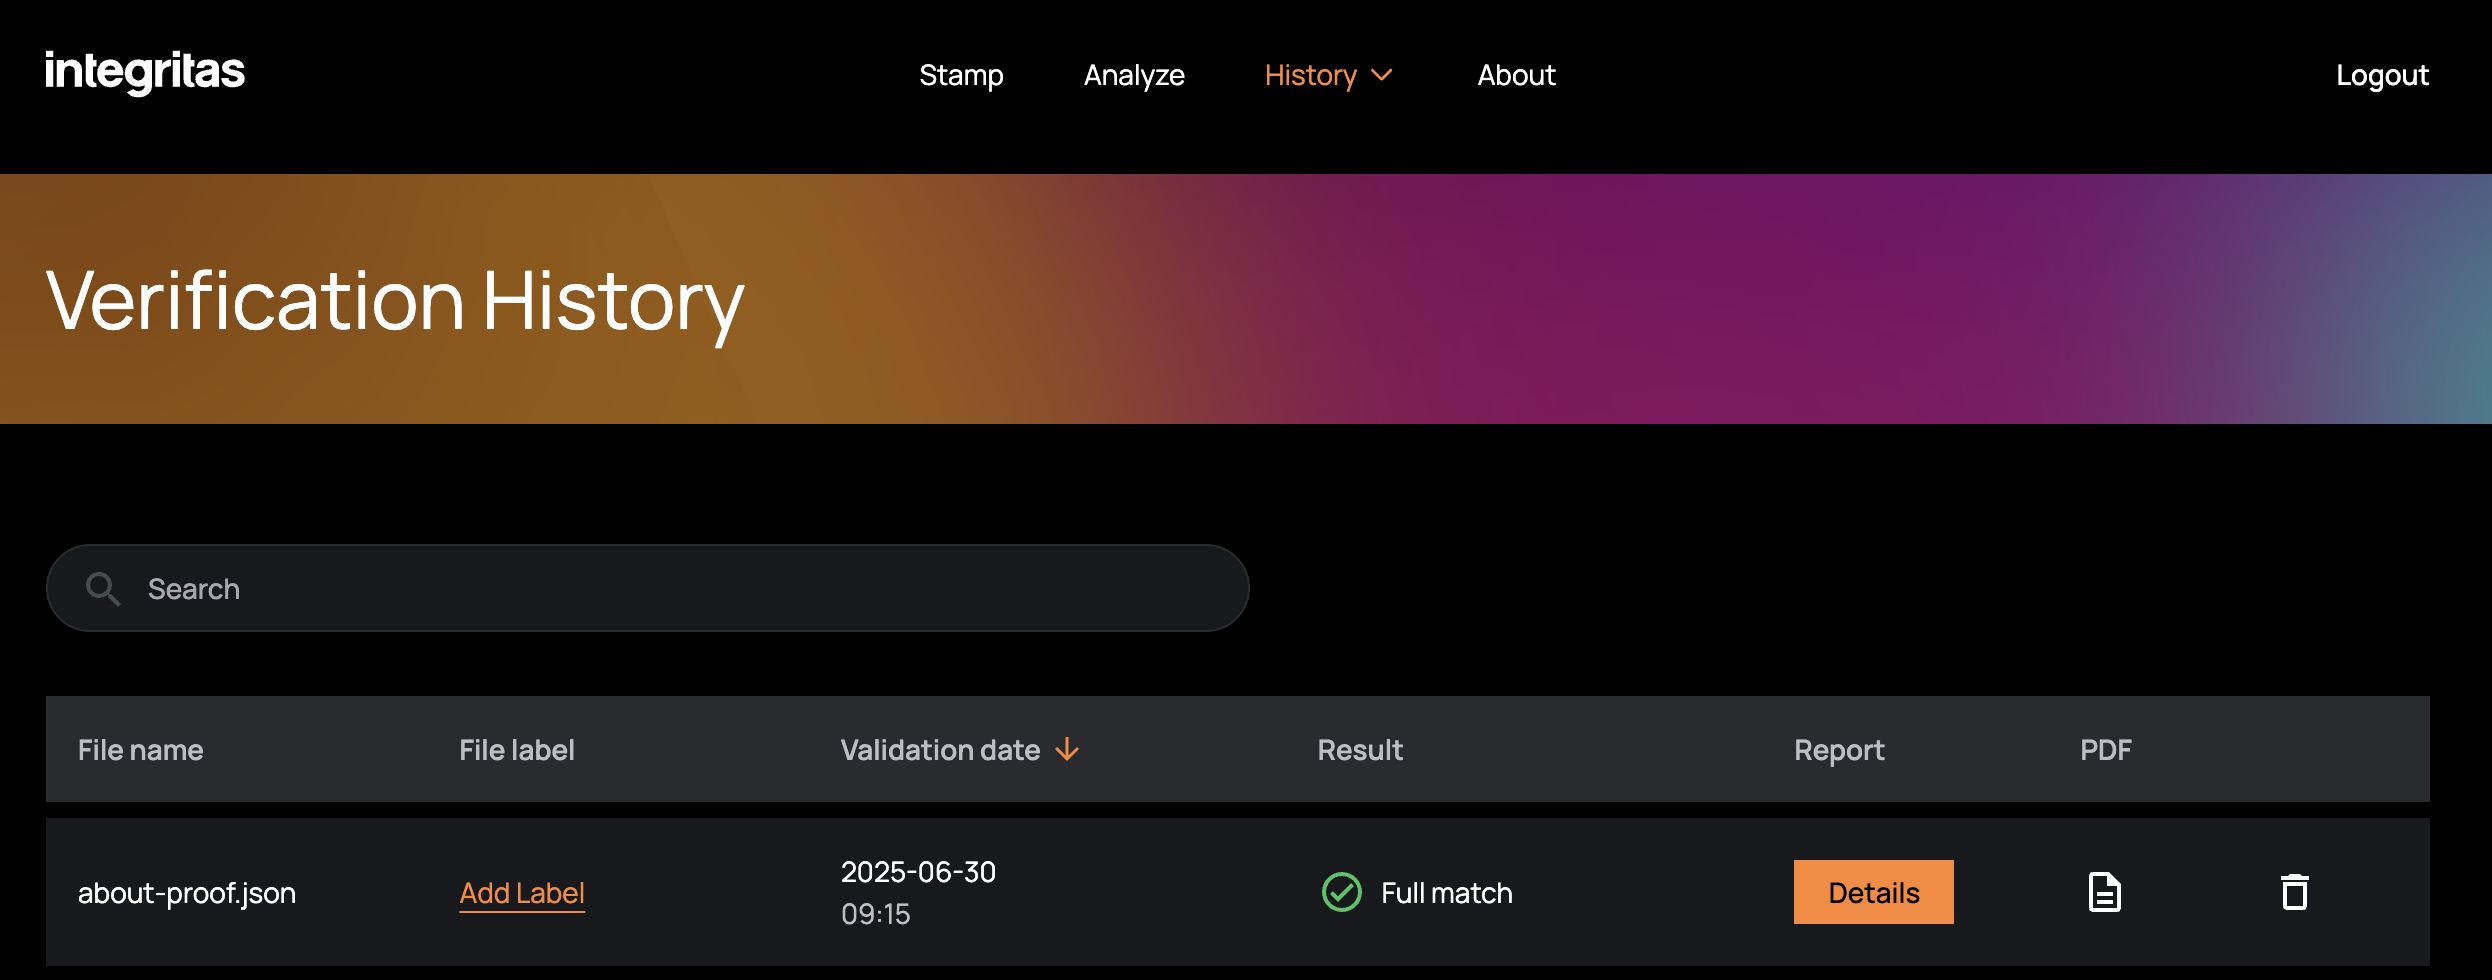 integritas
Stamp
Analyze
History
About
Logout
Verification History
Search
File name
File label
Validation date
Result
Report
PDF
about-proof.json
Add Label
2025-06-30
09:15
Full match
Details